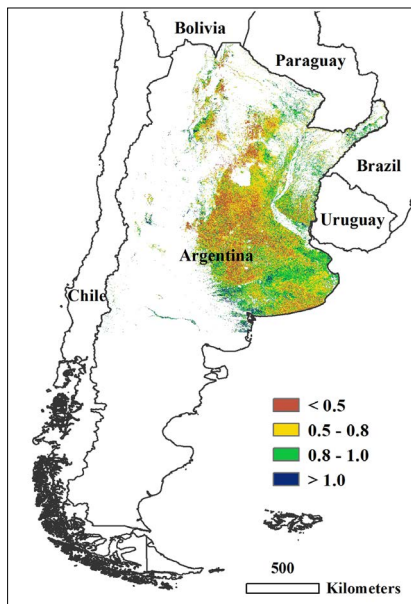 Bolivia
Paraguay
Brazil
Uruguay
Argentina
Chile
< 0.5
0.5 - 0.8
0.8 - 1.0
> 1.0
500
Kilometers